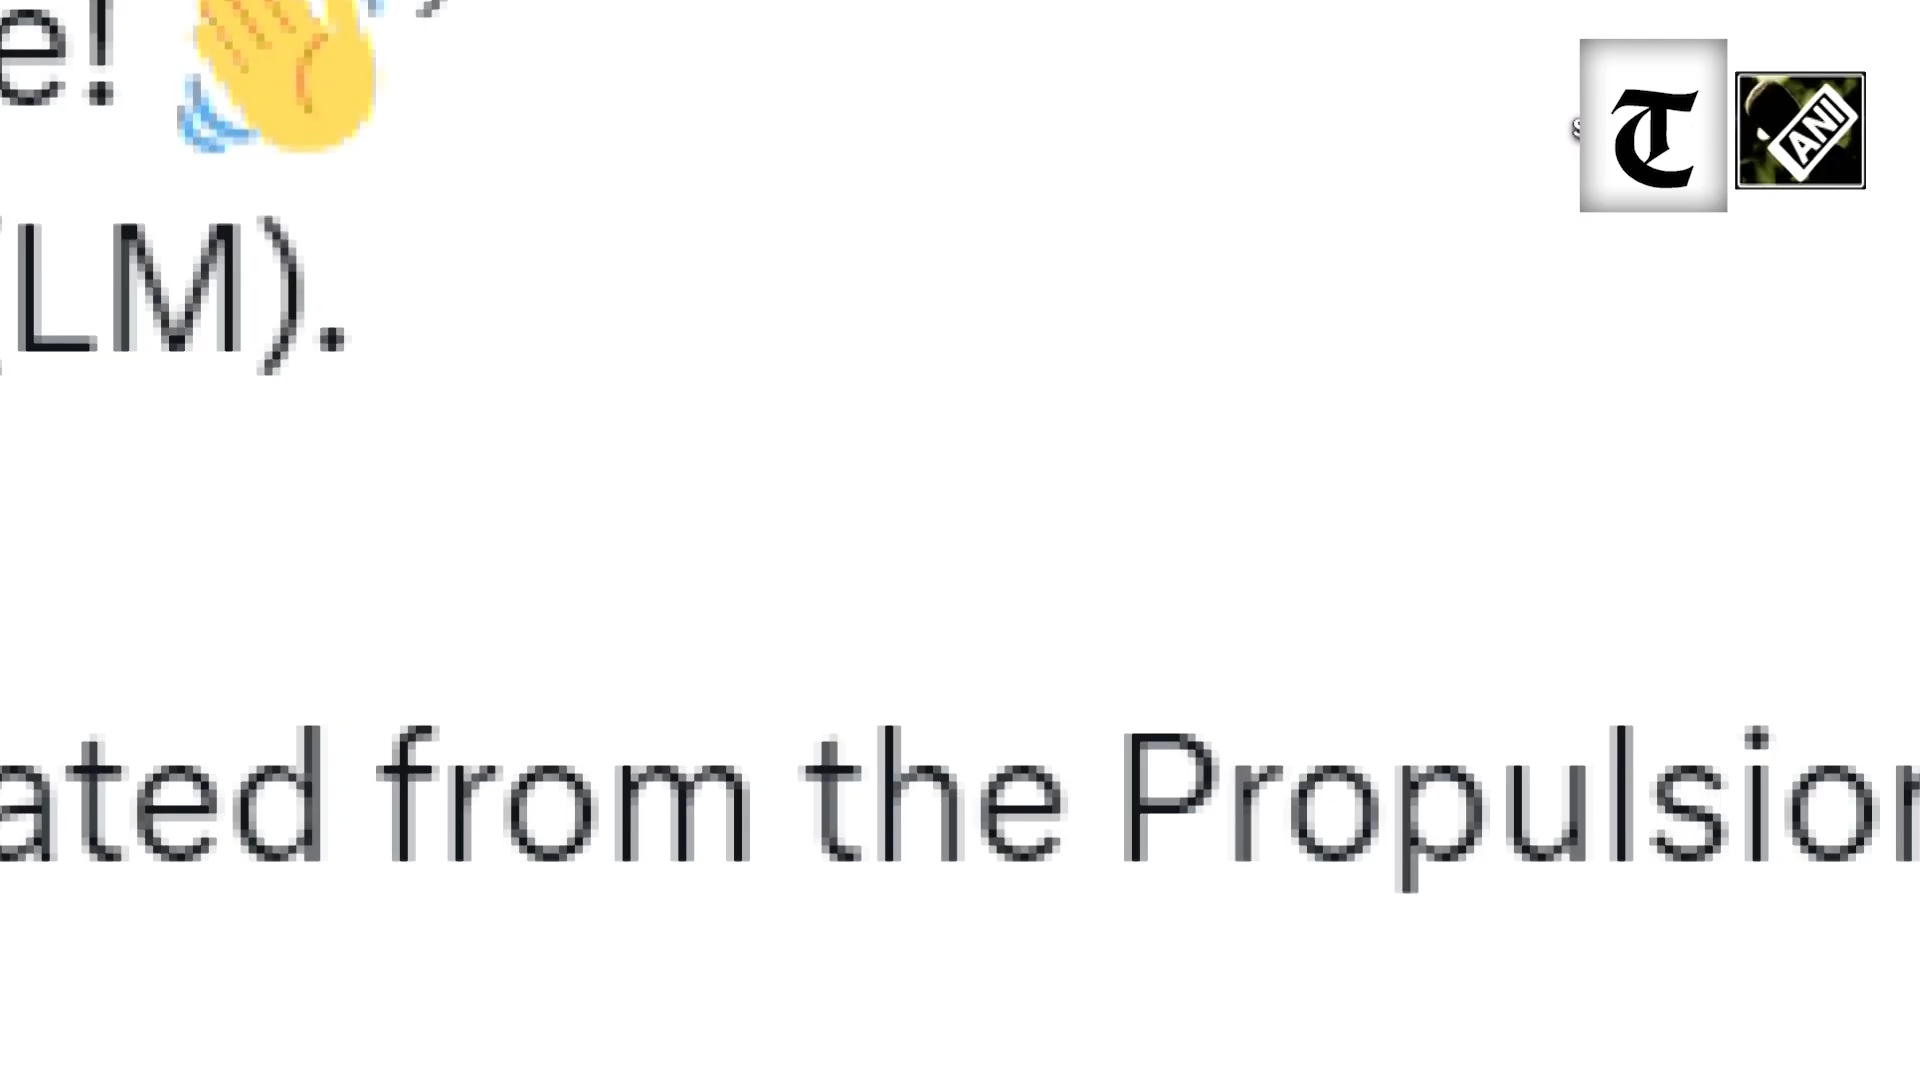 e! 👏
T ANI
LM).
ated from the Propulsion